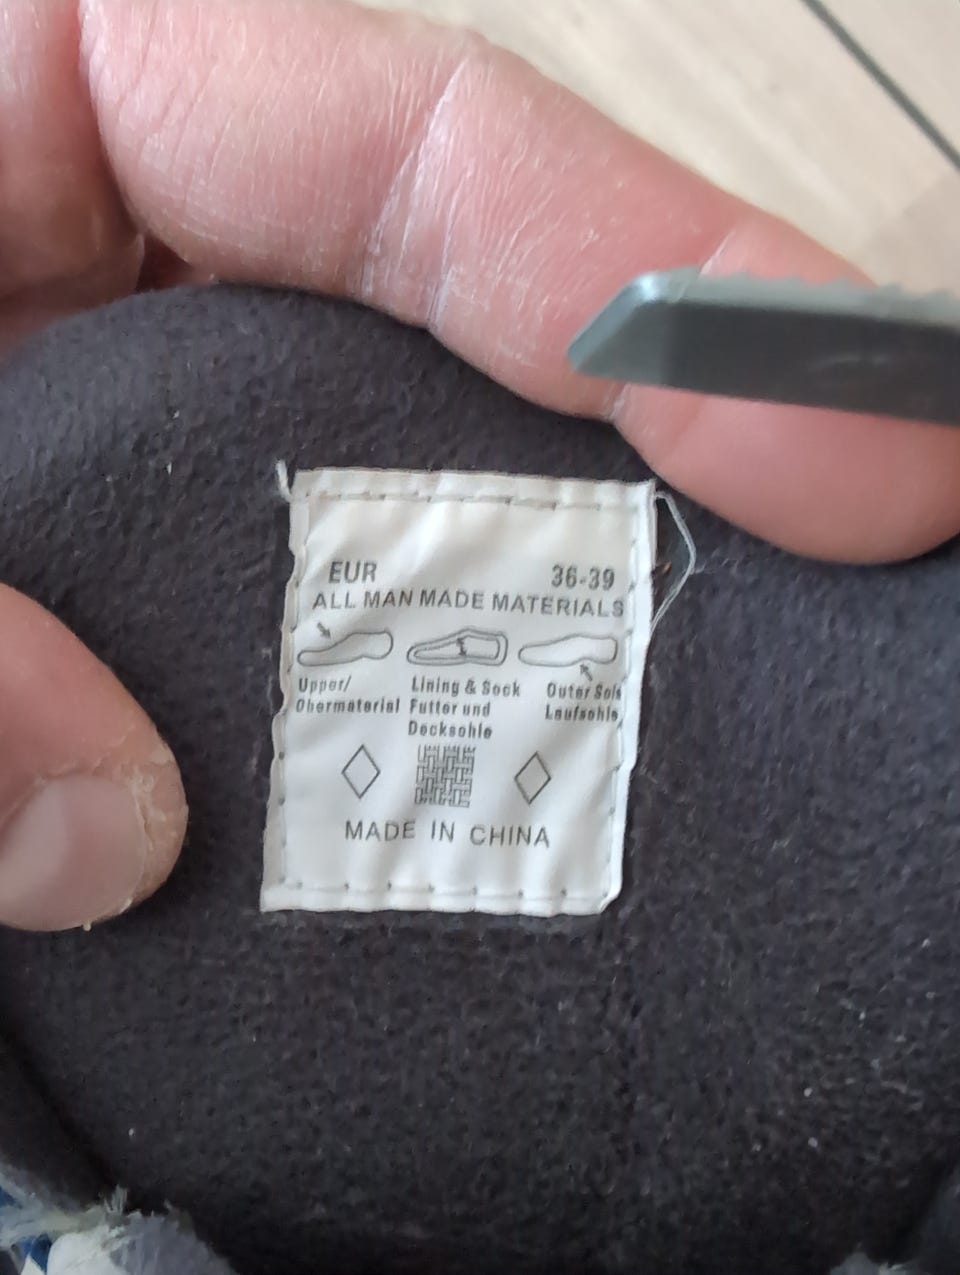 EUR 36-39
ALL MAN MADE MATERIALS
Upper/
Obermaterial
Lining & Sock
Futter und
Decksohle
Outer Sole
Laufsohle
MADE IN CHINA